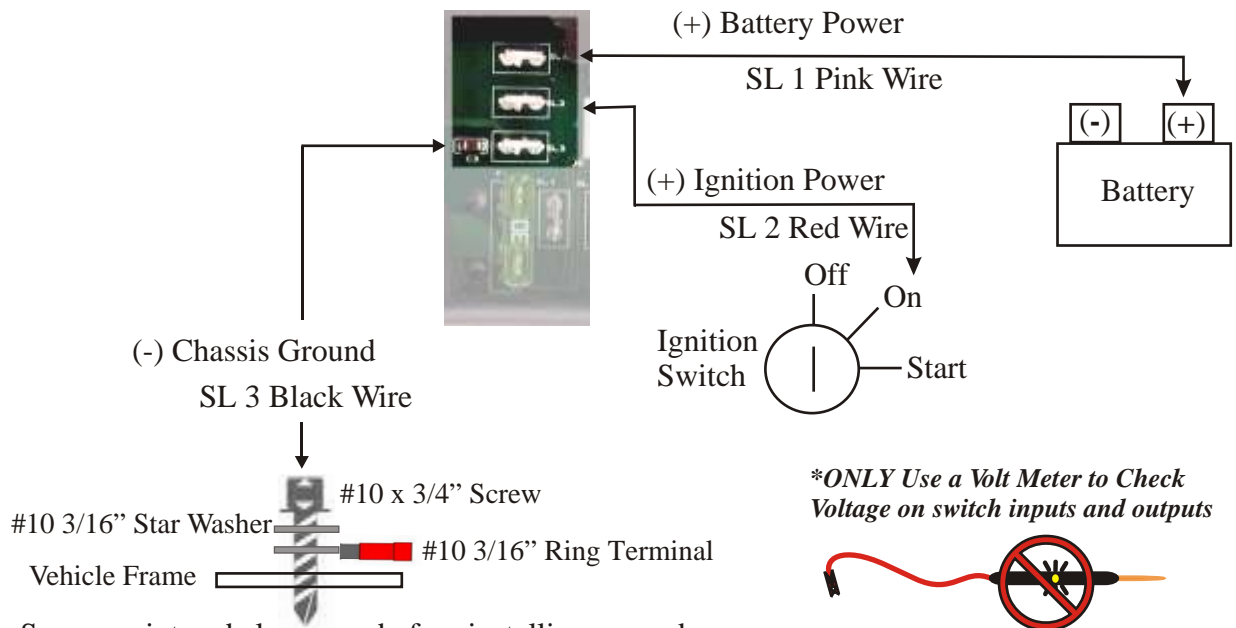 (+) Battery Power
SL 1 Pink Wire
(-) (+)
Battery
(+) Ignition Power
SL 2 Red Wire
Off
On
Ignition
Switch
Start
(-) Chassis Ground
SL 3 Black Wire
#10 x 3/4” Screw
#10 3/16” Star Washer
#10 3/16” Ring Terminal
Vehicle Frame
*ONLY Use a Volt Meter to Check
Voltage on switch inputs and outputs